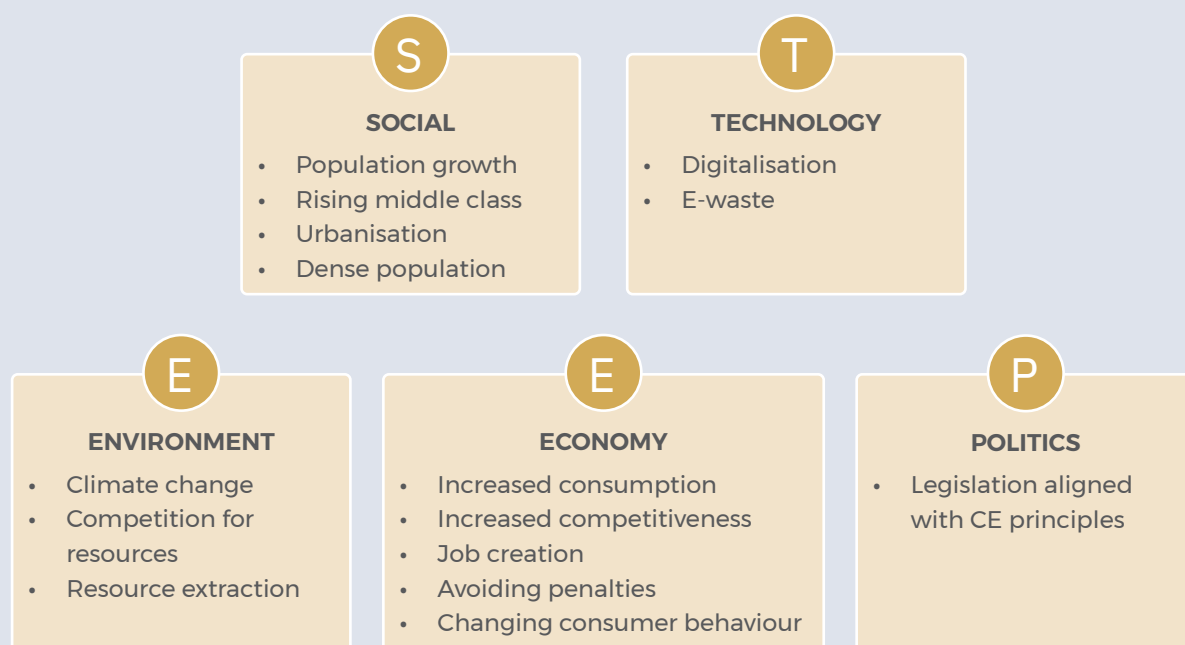 S
SOCIAL
• Population growth
• Rising middle class
• Urbanisation
• Dense population
T
TECHNOLOGY
• Digitalisation
• E-waste
E
ENVIRONMENT
• Climate change
• Competition for
resources
• Resource extraction
E
ECONOMY
• Increased consumption
• Increased competitiveness
• Job creation
• Avoiding penalties
• Changing consumer behaviour
P
POLITICS
• Legislation aligned
with CE principles